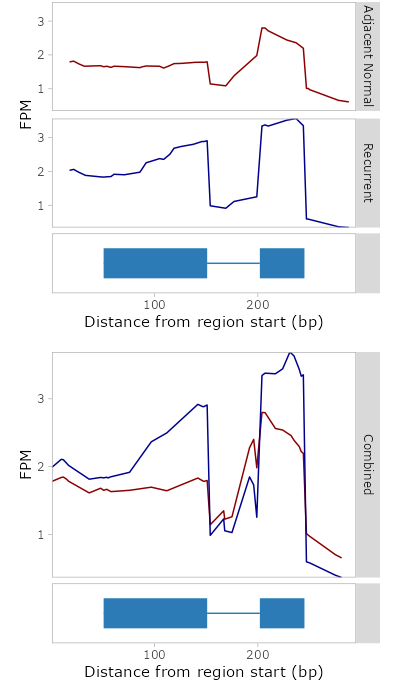 3
2
1
Adjacent Normal
FPM
3
2
1
Recurrent
100
200
Distance from region start (bp)
3
2
1
FPM
Combined
100
200
Distance from region start (bp)